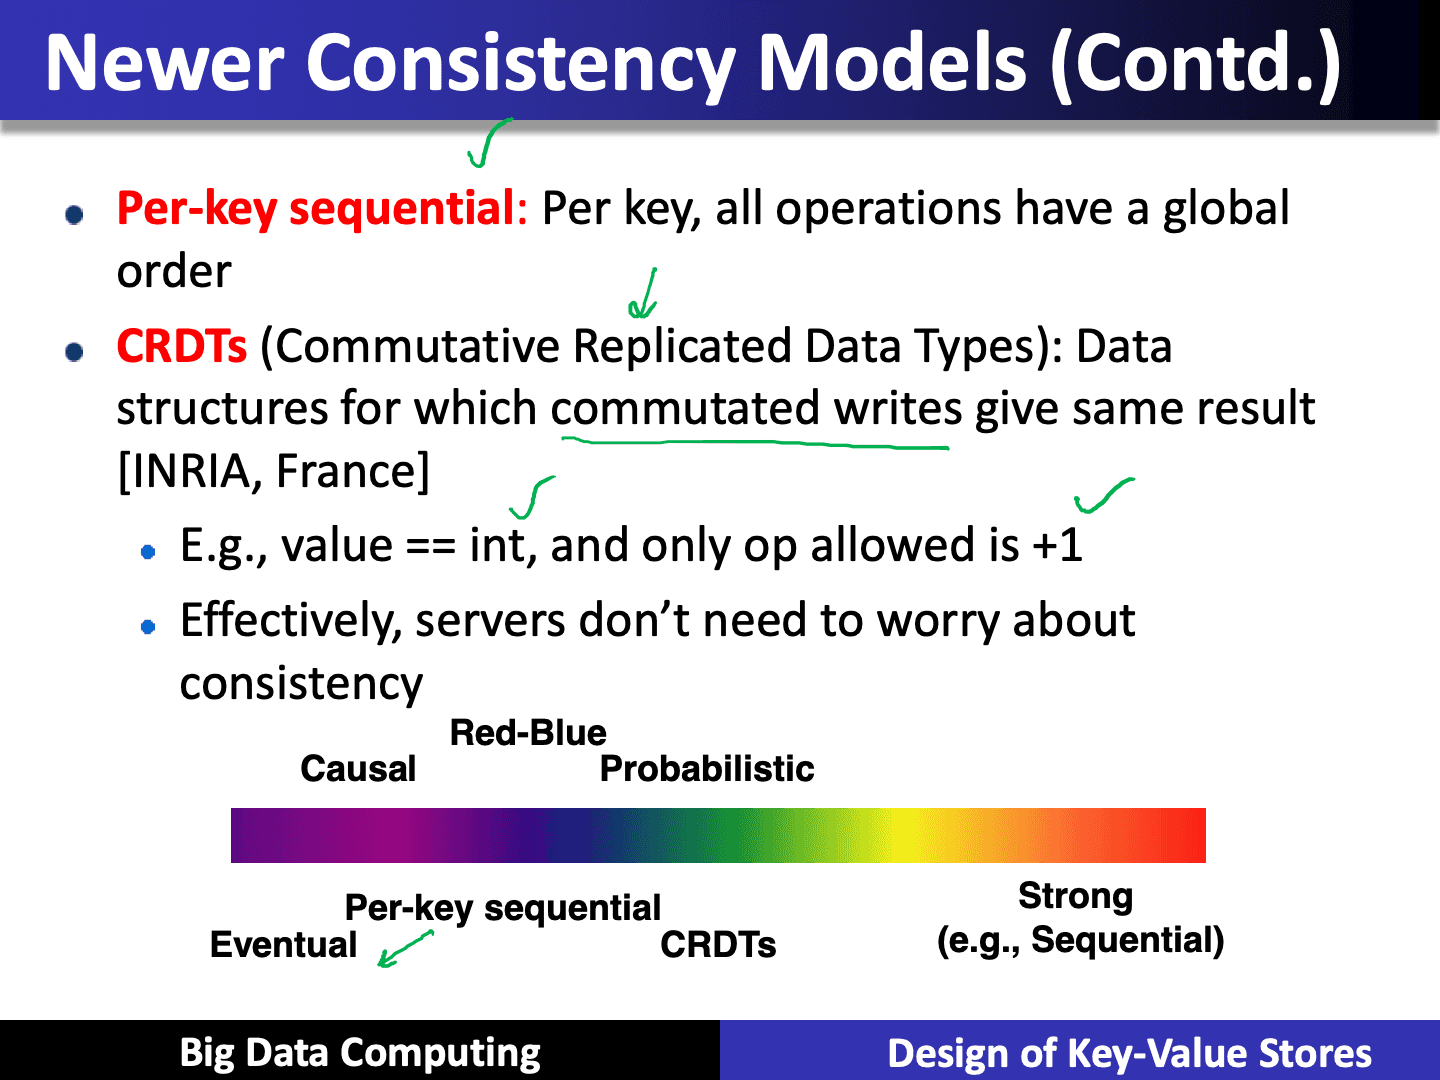 Newer Consistency Models (Contd.)
Per-key sequential: Per key, all operations have a global
order
CRDTs (Commutative Replicated Data Types): Data
structures for which commutated writes give same result
[INRIA, France]
E.g., value == int, and only op allowed is +1
Effectively, servers don't need to worry about
consistency
Red-Blue
Causal
Probabilistic
Per-key sequential
Eventual
CRDTs
Strong
(e.g., Sequential)
Big Data Computing
Design of Key-Value Stores